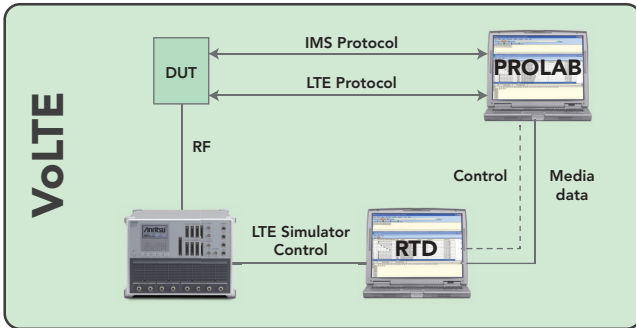 VoLTE
DUT
IMS Protocol
LTE Protocol
PROLAB
RF
Control
Media
data
Anritsu
LTE Simulator
Control
RTD